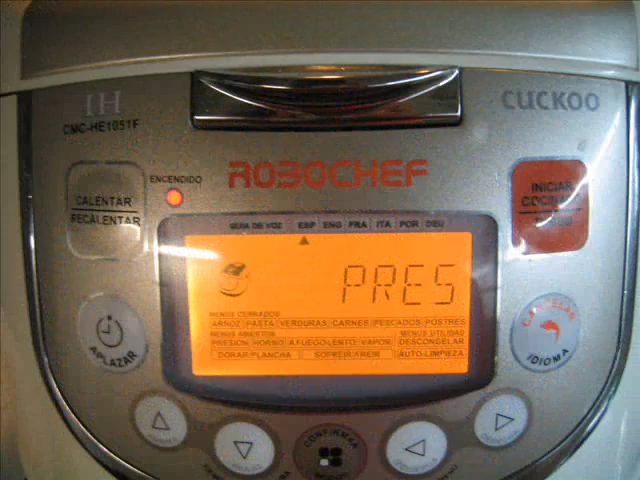 IH
CUCKOO
CMC-HE1051F
ROBOCHEF
ENCENDIDO
CALENTAR
RECALENTAR
INICIAR
GUIA DE VOZ ESP ENG FRA ITA POR DEU
PRES
MENUS CERRADOS
ARROZ PASTA VERDURAS CARNES PESCADOS POSTRES
MENUS ABIERTOS MENUS UTILIDAD
PRESION HORNO A FUEGO LENTO VAPOR DESCONGELAR
DORAR/PLANCHA SOFREIR/FREIR AUTO-LIMPIEZA
APLAZAR
CANCELAR
IDIOMA
CONFIRMAR